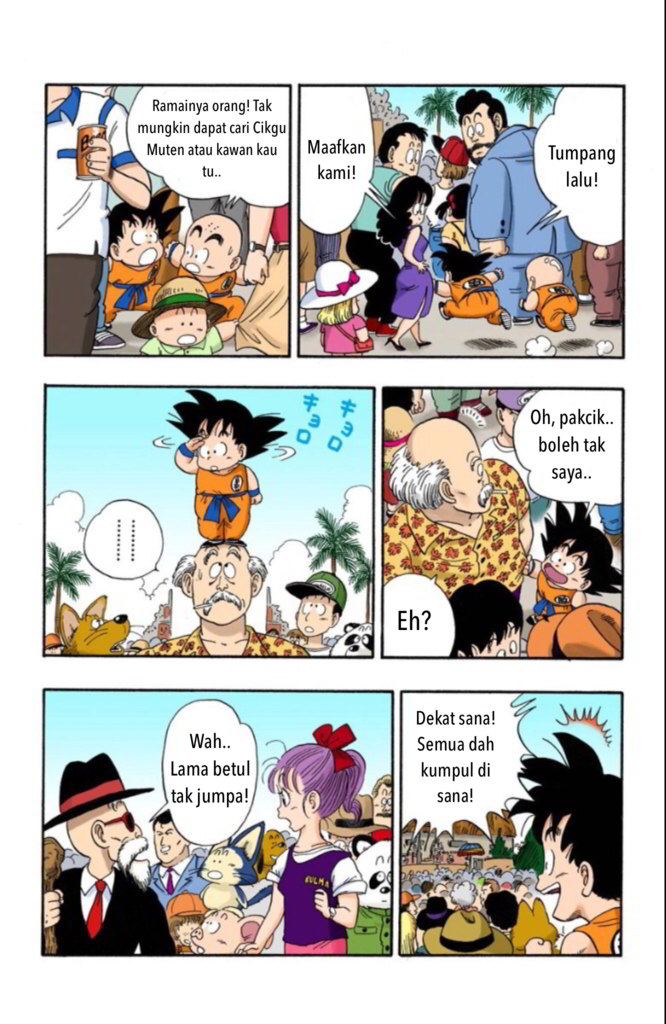 Ramainya orang! Tak
mungkin dapat cari Cikgu
Muten atau kawan kau
tu..
Maafkan
kami!
Tumpang
lalu!
キョロ
キョロ
Oh, pakcik..
boleh tak
saya..
Eh?
Wah..
Lama betul
tak jumpa!
BULMA
Dekat sana!
Semua dah
kumpul di
sana!